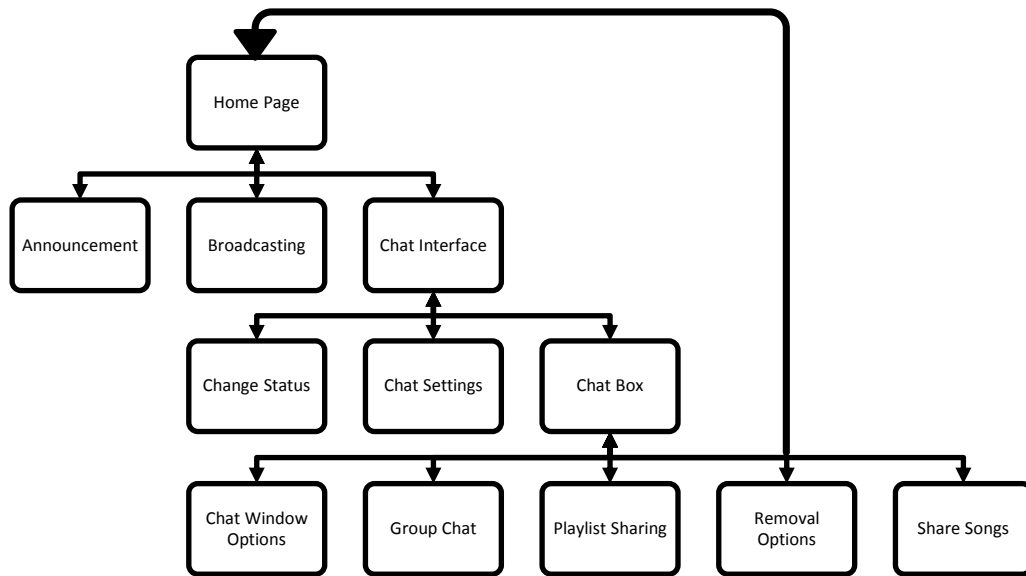 Home Page
Announcement
Broadcasting
Chat Interface
Change Status
Chat Settings
Chat Box
Chat Window
Options
Group Chat
Playlist Sharing
Removal
Options
Share Songs